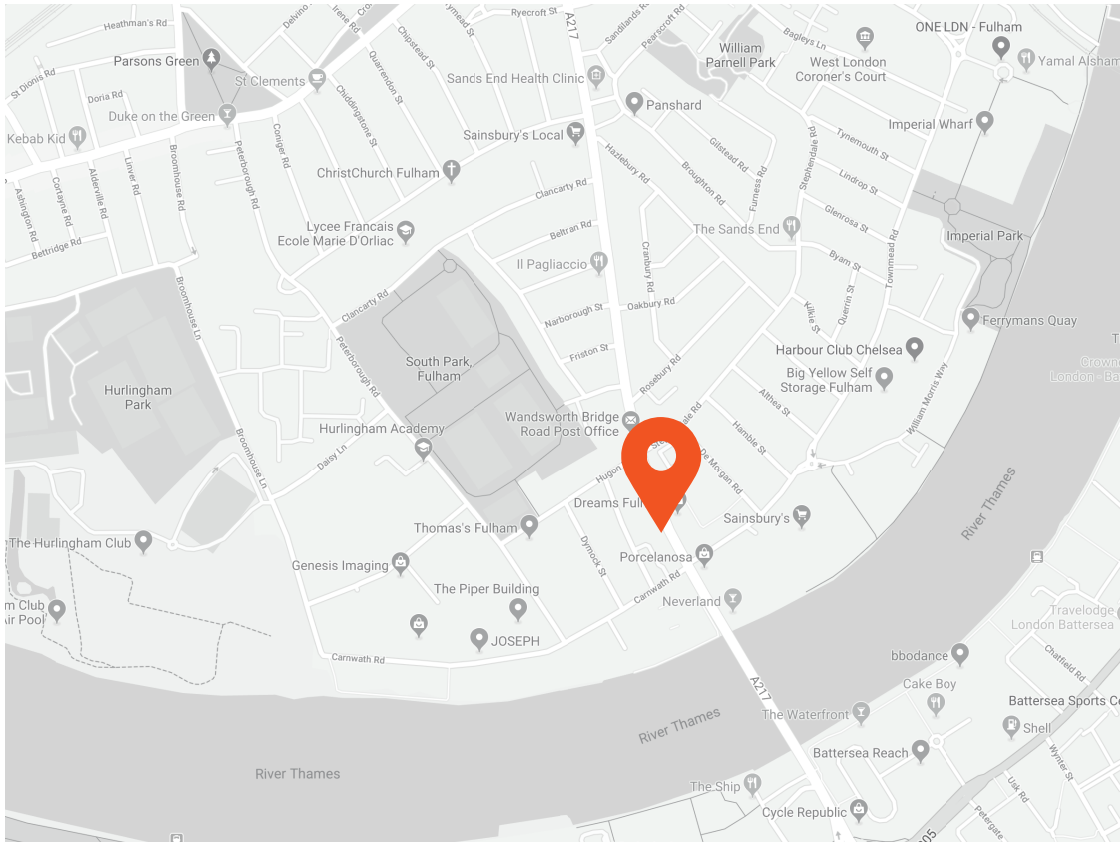 Heathman's Rd
Delvino
Irene Rd
Ryecroft St
A217
Sandilands Rd
Pearscroft Rd
Bagleys Ln
ONE LDN - Fulham
Parsons Green
St Clements
Chipstead St
William
Parnell Park
West London
Coroner's Court
Yamal Alsham
St Dionis Rd
Doria Rd
Quarrendon St
Sands End Health Clinic
Panshard
Duke on the Green
Chiddingstone St
Kebab Kid
Coniger Rd
Sainsbury's Local
Imperial Wharf
Peterborough Rd
Broomhouse Rd
Linver Rd
Alderville Rd
Cortayne Rd
Ashington Rd
ChristChurch Fulham
Hazlebury Rd
Gilstead Rd
Stephendale Rd
Tynemouth St
Clancarty Rd
Broughton Rd
Furness Rd
Lindrop St
Lycee Francais
Ecole Marie D'Orliac
Beltran Rd
The Sands End
Glenrosa St
Bettridge Rd
Imperial Park
Il Pagliaccio
Cranbury Rd
Byam St
Townmead Rd
Broomhouse Ln
Clancarty Rd
Narborough St
Oakbury Rd
Kilkie St
Querrin St
Ferrymans Quay
Peterborough Rd
Friston St
Harbour Club Chelsea
South Park,
Fulham
Rosebury Rd
Big Yellow Self
Storage Fulham
Hurlingham
Park
Althea St
William Morris Way
Wandsworth Bridge
Road Post Office
Hurlingham Academy
Hamble St
Broomhouse Ln
Daisy Ln
Hugon
De Morgan Rd
Dreams Ful
Sainsbury's
River Thames
Thomas's Fulham
The Hurlingham Club
Dymock St
Porcelanosa
Genesis Imaging
Carnwath Rd
The Piper Building
Neverland
m Club
Air Pool
Travelodge
London Battersea
JOSEPH
Carnwath Rd
bbodance
Chatfield Rd
A217
Cake Boy
Battersea Sports Ce
The Waterfront
River Thames
Shell
Battersea Reach
River Thames
Wynter St
The Ship
Usk Rd
Cycle Republic
Petergate